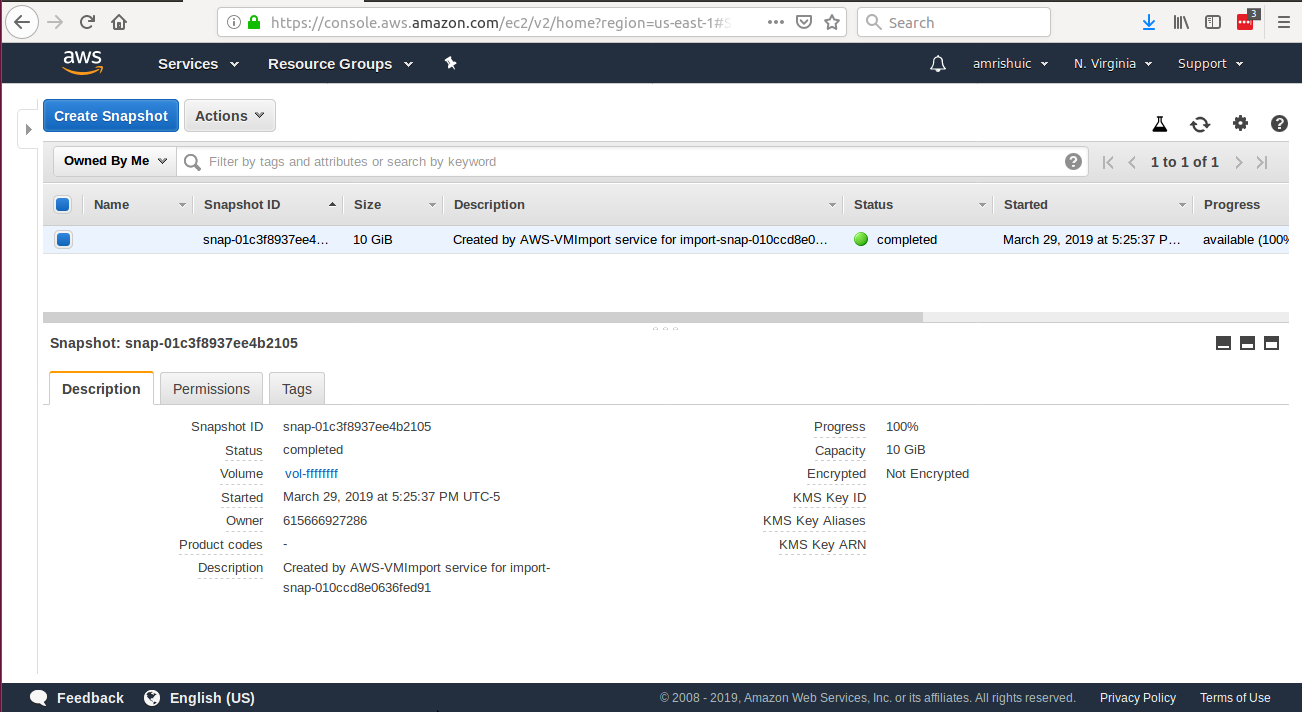 https://console.aws.amazon.com/ec2/v2/home?region=us-east-1#S
Search
3
aws
Services
Resource Groups
amrishuic
N. Virginia
Support
Create Snapshot
Actions
Owned By Me
Filter by tags and attributes or search by keyword
1 to 1 of 1
Name Snapshot ID Size Description Status Started Progress
snap-01c3f8937ee4… 10 GiB Created by AWS-VMImport service for import-snap-010ccd8e0… completed March 29, 2019 at 5:25:37 P… available (100%
Snapshot: snap-01c3f8937ee4b2105
Description Permissions Tags
Snapshot ID snap-01c3f8937ee4b2105 Progress 100%
Status completed Capacity 10 GiB
Volume vol-ffffffff Encrypted Not Encrypted
Started March 29, 2019 at 5:25:37 PM UTC-5 KMS Key ID
Owner 615666927286 KMS Key Aliases
Product codes - KMS Key ARN
Description Created by AWS-VMImport service for import-
snap-010ccd8e0636fed91
Feedback English (US) © 2008 - 2019, Amazon Web Services, Inc. or its affiliates. All rights reserved. Privacy Policy Terms of Use